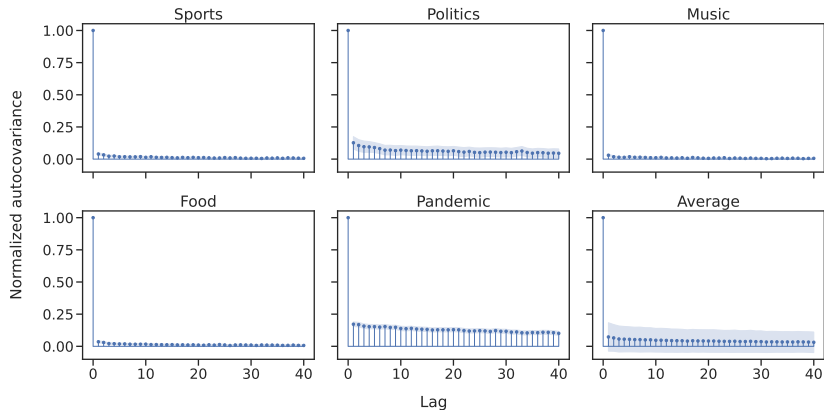 Sports
Politics
Music
1.00
0.75
0.50
0.25
0.00
Food
Pandemic
Average
1.00
0.75
0.50
0.25
0.00
0 10 20 30 40
0 10 20 30 40
0 10 20 30 40
Normalized autocovariance
Lag